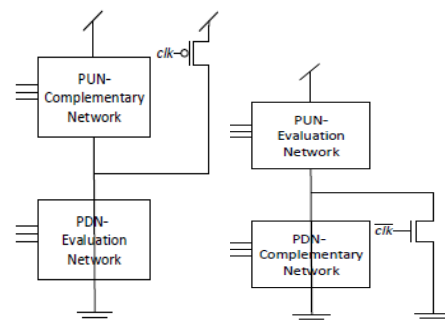 clk
PUN-
Complementary
Network
PDN-
Evaluation
Network
PUN-
Evaluation
Network
PDN-
Complementary
Network
clk